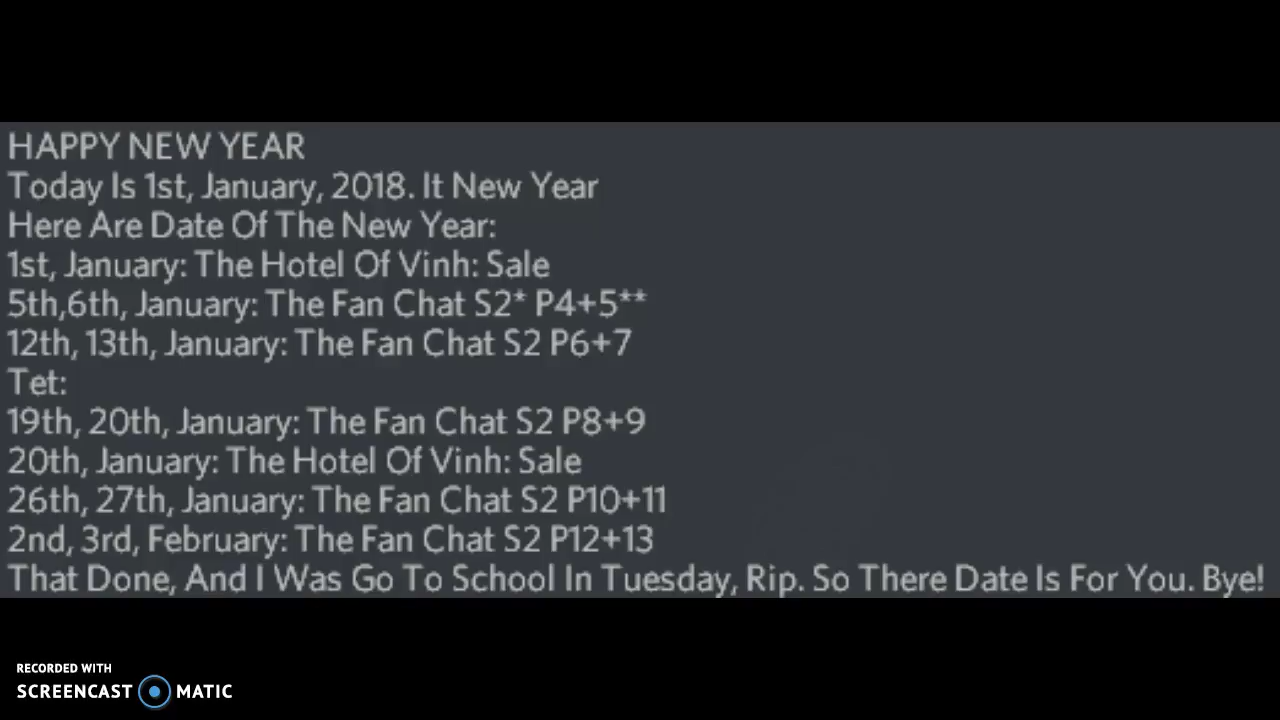 HAPPY NEW YEAR
Today Is 1st, January, 2018. It New Year
Here Are Date Of The New Year:
1st, January: The Hotel Of Vinh: Sale
5th,6th, January: The Fan Chat S2* P4+5**
12th, 13th, January: The Fan Chat S2 P6+7
Tet:
19th, 20th, January: The Fan Chat S2 P8+9
20th, January: The Hotel Of Vinh: Sale
26th, 27th, January: The Fan Chat S2 P10+11
2nd, 3rd, February: The Fan Chat S2 P12+13
That Done, And I Was Go To School In Tuesday, Rip. So There Date Is For You. Bye!
RECORDED WITH
SCREENCAST MATIC